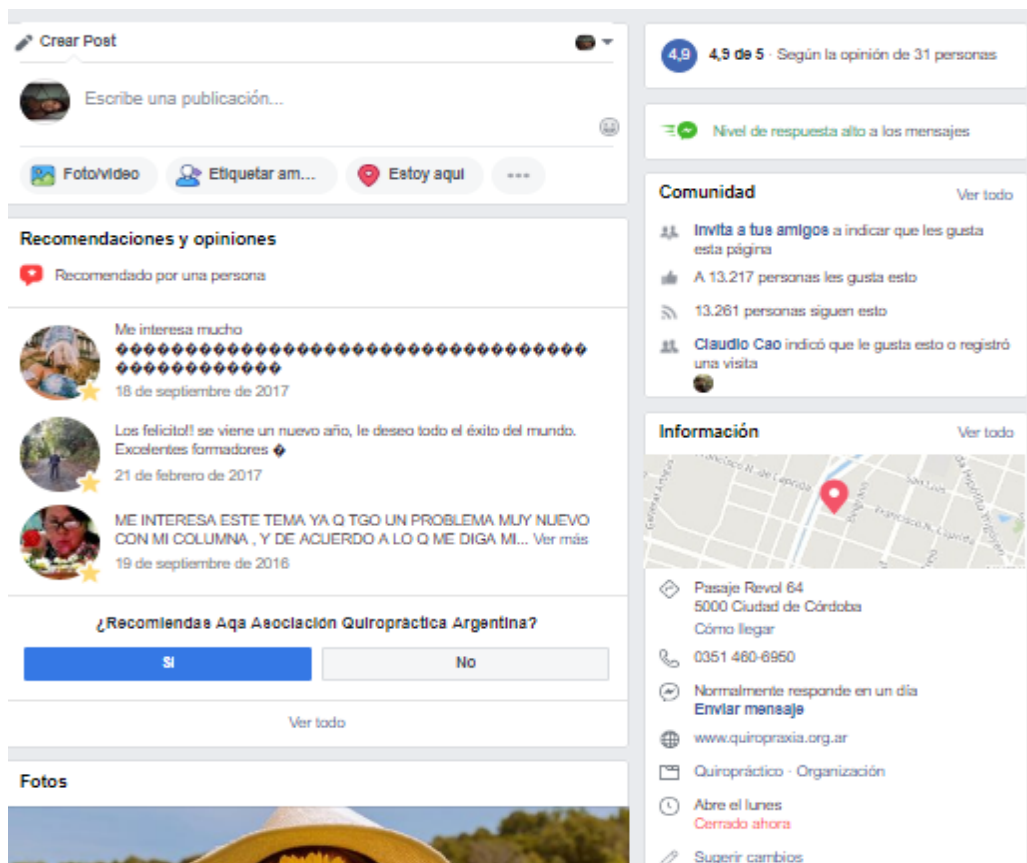 Crear Post
Escribe una publicación...
Foto/video
Etiquetar am...
Estoy aquí
Recomendaciones y opiniones
Recomendado por una persona
Me interesa mucho
��������������������������������������
������������
18 de septiembre de 2017
Los felicito!! se viene un nuevo año, le deseo todo el éxito del mundo.
Excelentes formadores �
21 de febrero de 2017
ME INTERESA ESTE TEMA YA Q TGO UN PROBLEMA MUY NUEVO
CON MI COLUMNA , Y DE ACUERDO A LO Q ME DIGA MI... Ver más
19 de septiembre de 2016
¿Recomiendas Aqa Asociación Quiropráctica Argentina?
Sí
No
Ver todo
Fotos
4,9
4,9 de 5 · Según la opinión de 31 personas
Nivel de respuesta alto a los mensajes
Comunidad
Ver todo
Invita a tus amigos a indicar que les gusta
esta página
A 13.217 personas les gusta esto
13.261 personas siguen esto
Claudio Cao indicó que le gusta esto o registró
una visita
Información
Ver todo
Francisco N. de Laprida
San Luis
Belgrano
Francisco N. Laprida
Pasaje Revol 64
5000 Ciudad de Córdoba
Cómo llegar
0351 460-6950
Normalmente responde en un día
Enviar mensaje
www.quiropraxia.org.ar
Quiropráctico · Organización
Abre el lunes
Cerrado ahora
Sugerir cambios